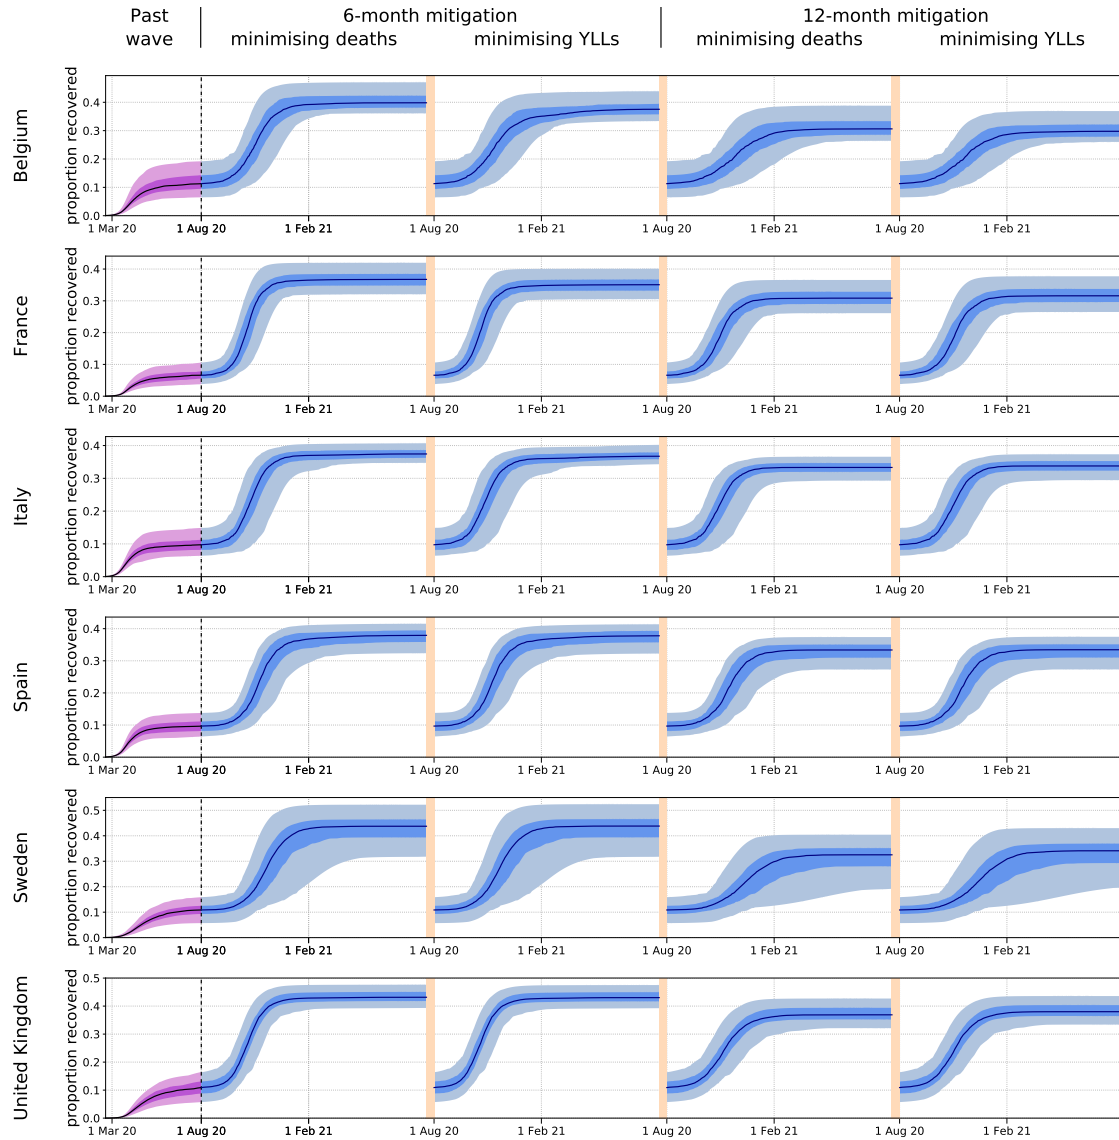 Past
wave
6-month mitigation
12-month mitigation
minimising deaths
minimising YLLs
minimising deaths
minimising YLLs
Belgium
proportion recovered
0.4
0.3
0.2
0.1
0.0
1 Mar 20
1 Aug 20
1 Feb 21
1 Aug 20
1 Feb 21
1 Aug 20
1 Feb 21
1 Aug 20
1 Feb 21
France
proportion recovered
0.4
0.3
0.2
0.1
0.0
1 Mar 20
1 Aug 20
1 Feb 21
1 Aug 20
1 Feb 21
1 Aug 20
1 Feb 21
1 Aug 20
1 Feb 21
Italy
proportion recovered
0.4
0.3
0.2
0.1
0.0
1 Mar 20
1 Aug 20
1 Feb 21
1 Aug 20
1 Feb 21
1 Aug 20
1 Feb 21
1 Aug 20
1 Feb 21
Spain
proportion recovered
0.4
0.3
0.2
0.1
0.0
1 Mar 20
1 Aug 20
1 Feb 21
1 Aug 20
1 Feb 21
1 Aug 20
1 Feb 21
1 Aug 20
1 Feb 21
Sweden
proportion recovered
0.5
0.4
0.3
0.2
0.1
0.0
1 Mar 20
1 Aug 20
1 Feb 21
1 Aug 20
1 Feb 21
1 Aug 20
1 Feb 21
1 Aug 20
1 Feb 21
United Kingdom
proportion recovered
0.5
0.4
0.3
0.2
0.1
0.0
1 Mar 20
1 Aug 20
1 Feb 21
1 Aug 20
1 Feb 21
1 Aug 20
1 Feb 21
1 Aug 20
1 Feb 21